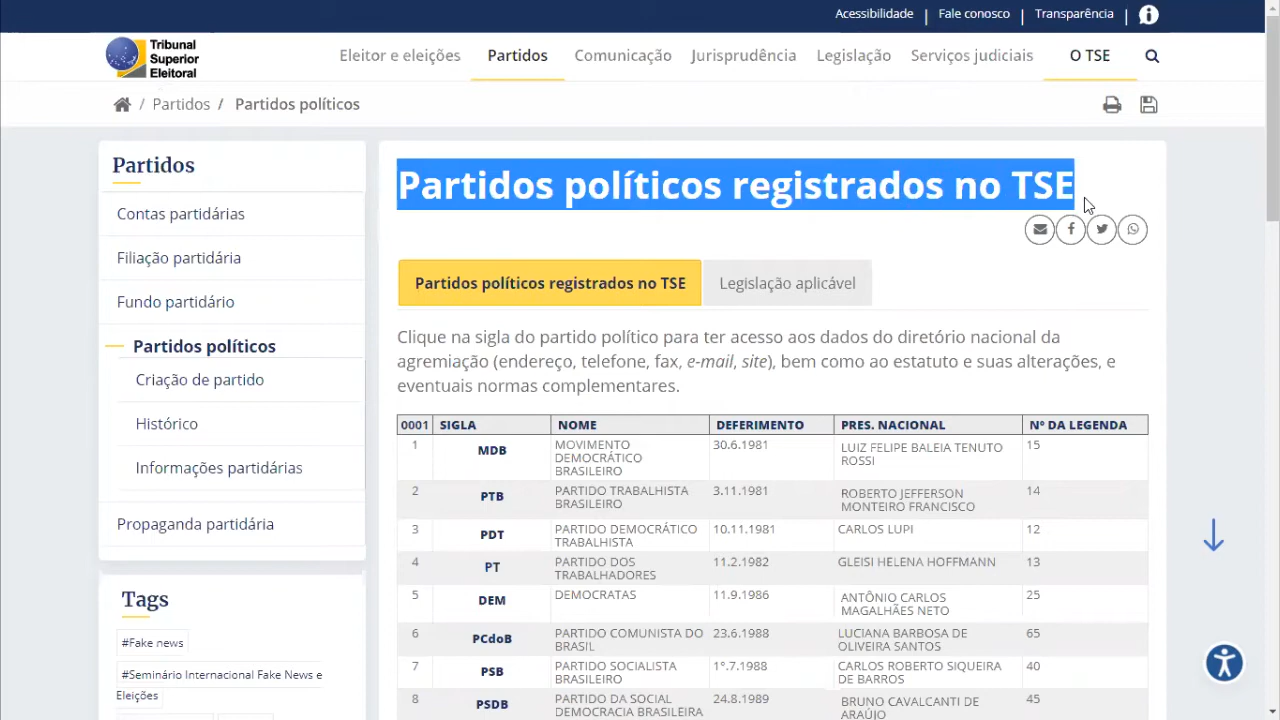 Acessibilidade | Fale conosco | Transparência |
Tribunal
Superior
Eleitoral
Eleitor e eleições Partidos Comunicação Jurisprudência Legislação Serviços judiciais O TSE
/ Partidos / Partidos políticos
Partidos
Contas partidárias
Filiação partidária
Fundo partidário
Partidos políticos
Criação de partido
Histórico
Informações partidárias
Propaganda partidária
Tags
#Fake news
#Seminário Internacional Fake News e
Eleições
Partidos políticos registrados no TSE
Partidos políticos registrados no TSE Legislação aplicável
Clique na sigla do partido político para ter acesso aos dados do diretório nacional da
agremiação (endereço, telefone, fax, e-mail, site), bem como ao estatuto e suas alterações, e
eventuais normas complementares.
0001 SIGLA NOME DEFERIMENTO PRES. NACIONAL Nº DA LEGENDA
1 MDB MOVIMENTO 30.6.1981 LUIZ FELIPE BALEIA TENUTO 15
DEMOCRÁTICO ROSSI
BRASILEIRO
2 PTB PARTIDO TRABALHISTA 3.11.1981 ROBERTO JEFFERSON 14
BRASILEIRO MONTEIRO FRANCISCO
3 PDT PARTIDO DEMOCRÁTICO 10.11.1981 CARLOS LUPI 12
TRABALHISTA
4 PT PARTIDO DOS 11.2.1982 GLEISI HELENA HOFFMANN 13
TRABALHADORES
5 DEM DEMOCRATAS 11.9.1986 ANTÔNIO CARLOS 25
MAGALHÃES NETO
6 PCdoB PARTIDO COMUNISTA DO 23.6.1988 LUCIANA BARBOSA DE 65
BRASIL OLIVEIRA SANTOS
7 PSB PARTIDO SOCIALISTA 1°.7.1988 CARLOS ROBERTO SIQUEIRA 40
BRASILEIRO DE BARROS
8 PSDB PARTIDO DA SOCIAL 24.8.1989 BRUNO CAVALCANTI DE 45
DEMOCRACIA BRASILEIRA ARAÚJO